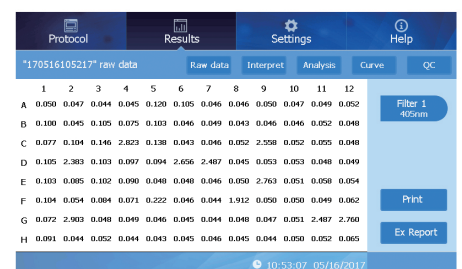 Protocol Results Settings Help
"170516105217" raw data Raw data Interpret Analysis Curve QC
1 2 3 4 5 6 7 8 9 10 11 12
A 0.050 0.047 0.044 0.045 0.120 0.105 0.046 0.046 0.050 0.047 0.049 0.052
B 0.100 0.045 0.105 0.075 0.103 0.046 0.049 0.043 0.046 0.046 0.052 0.048
C 0.077 0.104 0.146 2.823 0.138 0.043 0.046 0.052 2.558 0.052 0.055 0.048
D 0.105 2.383 0.103 0.097 0.094 2.656 2.487 0.045 0.053 0.053 0.048 0.049
E 0.103 0.085 0.102 0.090 0.048 0.048 0.046 0.050 2.763 0.051 0.058 0.054
F 0.104 0.054 0.084 0.071 0.222 0.046 0.044 1.912 0.050 0.050 0.049 0.062
G 0.072 2.903 0.048 0.049 0.046 0.045 0.044 0.048 0.047 0.051 2.487 2.760
H 0.091 0.044 0.052 0.044 0.043 0.045 0.046 0.045 0.044 0.050 0.052 0.065
Filter 1
405nm
Print
Ex Report
10:53:07 05/16/2017